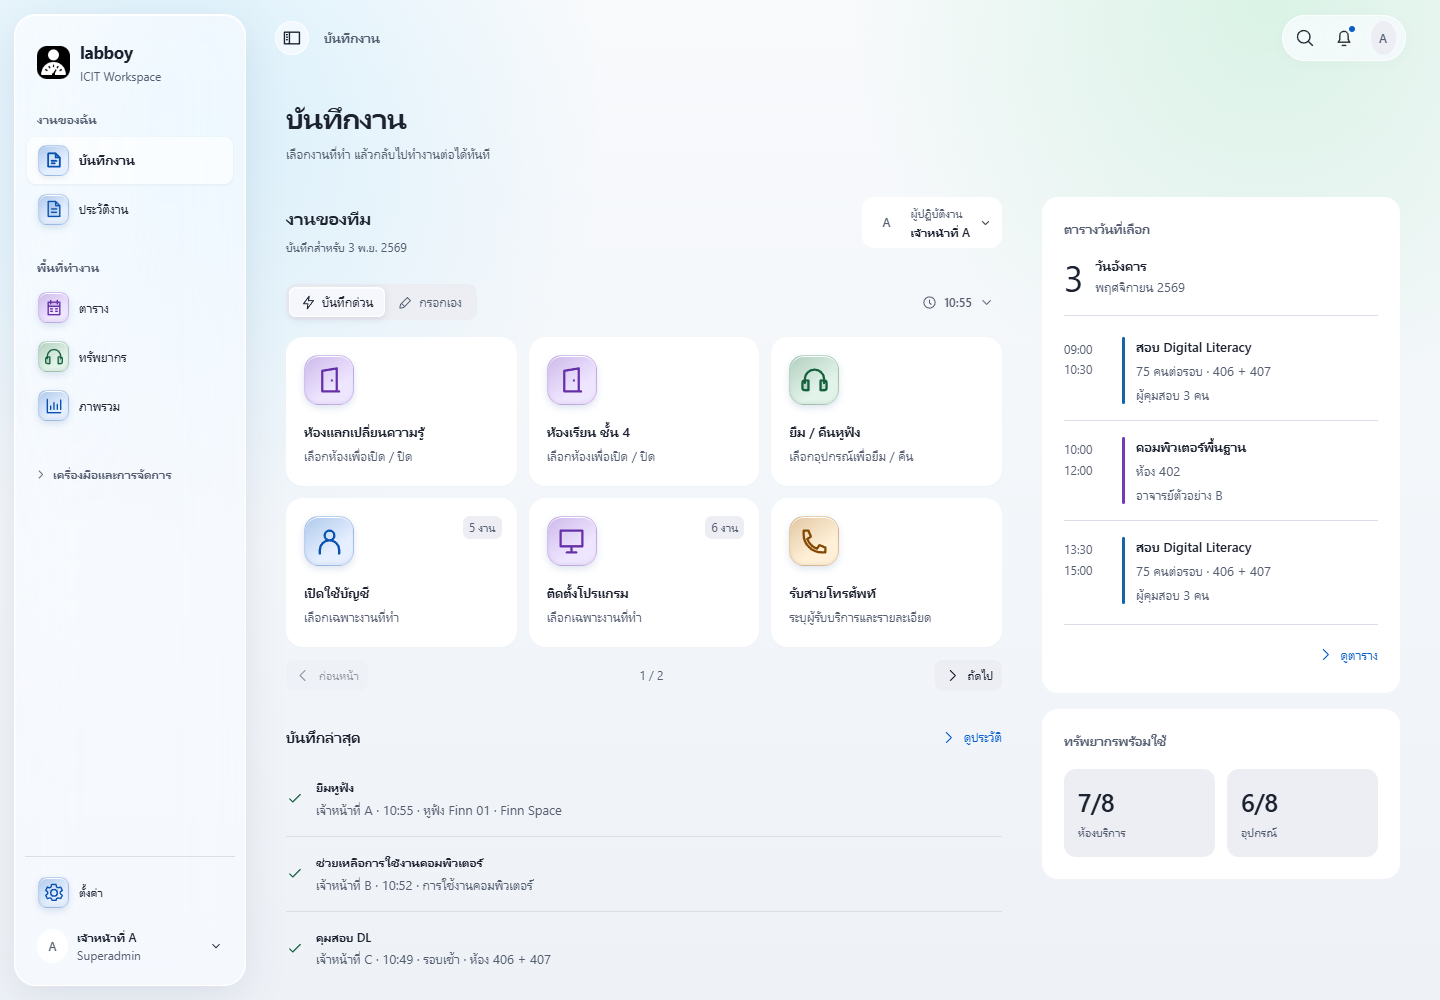 labboy
ICIT Workspace
งานของฉัน
บันทึกงาน
ประวัติงาน
พื้นที่ทำงาน
ตาราง
ทรัพยากร
ภาพรวม
เครื่องมือและการจัดการ
ตั้งค่า
A
เจ้าหน้าที่ A
Superadmin
บันทึกงาน
A
บันทึกงาน
เลือกงานที่ทำ แล้วกลับไปทำงานต่อได้ทันที
งานของทีม
บันทึกสำหรับ 3 พ.ย. 2569
A
ผู้ปฏิบัติงาน
เจ้าหน้าที่ A
บันทึกด่วน
กรอกเอง
10:55
ห้องแลกเปลี่ยนความรู้
เลือกห้องเพื่อเปิด / ปิด
ห้องเรียน ชั้น 4
เลือกห้องเพื่อเปิด / ปิด
ยืม / คืนหูฟัง
เลือกอุปกรณ์เพื่อยืม / คืน
5 งาน
เปิดใช้บัญชี
เลือกเฉพาะงานที่ทำ
6 งาน
ติดตั้งโปรแกรม
เลือกเฉพาะงานที่ทำ
รับสายโทรศัพท์
ระบุผู้รับบริการและรายละเอียด
ก่อนหน้า
1 / 2
ถัดไป
บันทึกล่าสุด
ดูประวัติ
ยืมหูฟัง
เจ้าหน้าที่ A · 10:55 · หูฟัง Finn 01 · Finn Space
ช่วยเหลือการใช้งานคอมพิวเตอร์
เจ้าหน้าที่ B · 10:52 · การใช้งานคอมพิวเตอร์
คุมสอบ DL
เจ้าหน้าที่ C · 10:49 · รอบเช้า · ห้อง 406 + 407
ตารางวันที่เลือก
3
วันอังคาร
พฤศจิกายน 2569
09:00
10:30
สอบ Digital Literacy
75 คนต่อรอบ · 406 + 407
ผู้คุมสอบ 3 คน
10:00
12:00
คอมพิวเตอร์พื้นฐาน
ห้อง 402
อาจารย์ตัวอย่าง B
13:30
15:00
สอบ Digital Literacy
75 คนต่อรอบ · 406 + 407
ผู้คุมสอบ 3 คน
ดูตาราง
ทรัพยากรพร้อมใช้
7/8
ห้องบริการ
6/8
อุปกรณ์